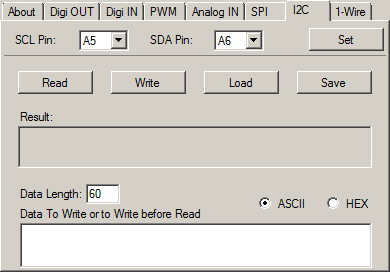 About Digi OUT Digi IN PWM Analog IN SPI I2C 1-Wire
SCL Pin: A5 SDA Pin: A6 Set
Read Write Load Save
Result:
Data Length: 60
ASCII HEX
Data To Write or to Write before Read